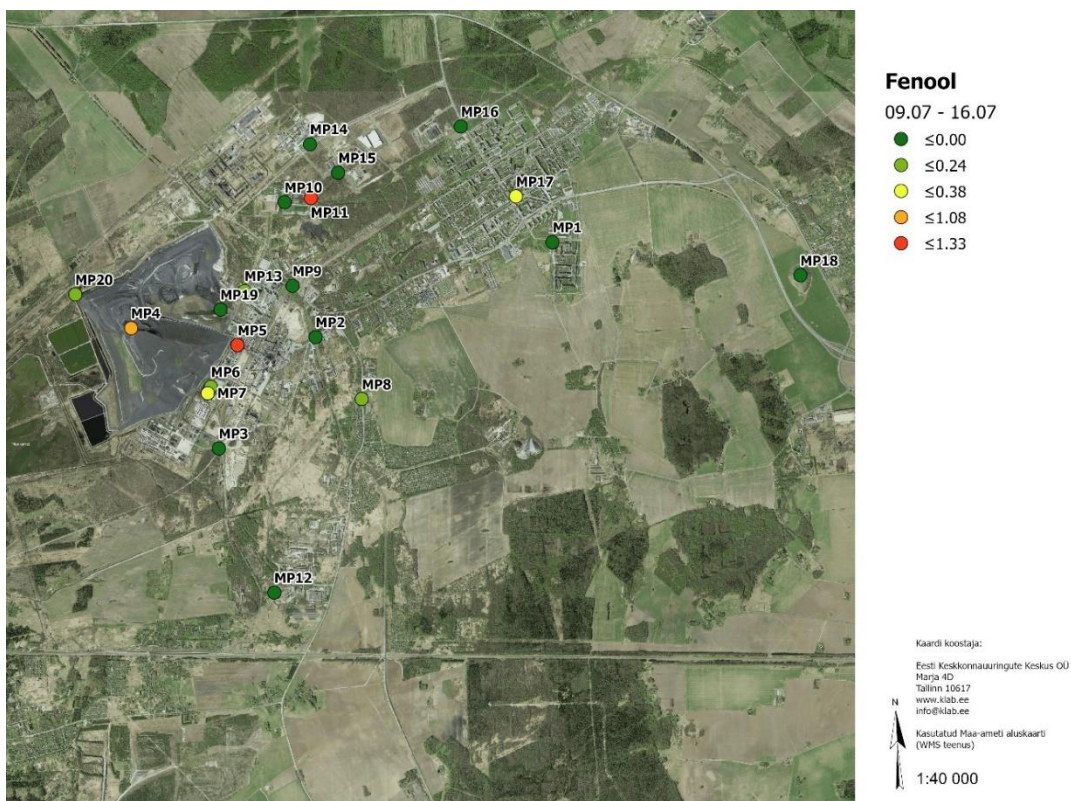 Fenool
09.07 - 16.07
≤0.00
≤0.24
≤0.38
≤1.08
≤1.33
MP16
MP14
MP15
MP10
MP17
MP11
MP1
MP18
MP20
MP13
MP9
MP19
MP4
MP5
MP2
MP6
MP7
MP8
MP3
MP12
Kaardi koostaja:
Eesti Keskkonnauuringute Keskus OÜ
Marja 4D
Tallinn 10617
www.klab.ee
info@klab.ee
N
Kasutatud Maa-ameti aluskaarti
(WMS teenus)
1:40 000